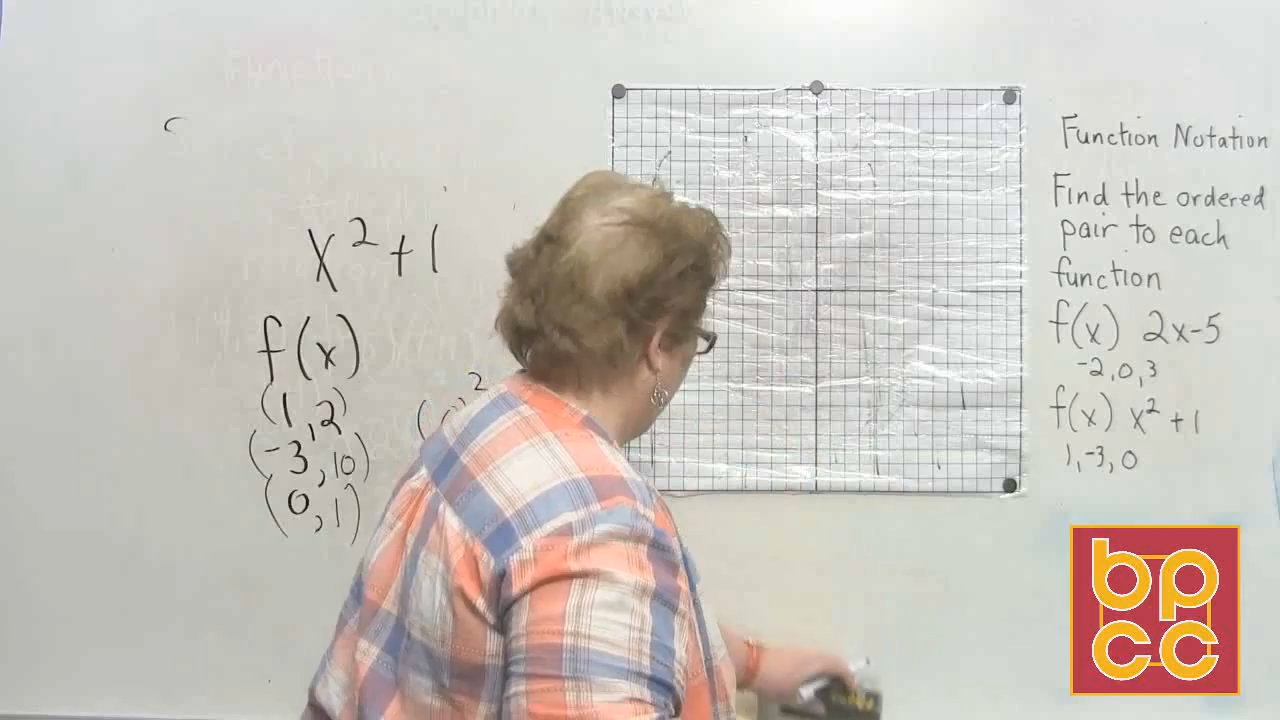 x² + 1
f(x)
(1, 2)
(-3, 10)
(0, 1)
Function Notation
Find the ordered
pair to each
function
f(x) 2x-5
-2, 0, 3
f(x) x² + 1
1, -3, 0
bp
cc